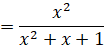 = x² / (x² + x + 1)